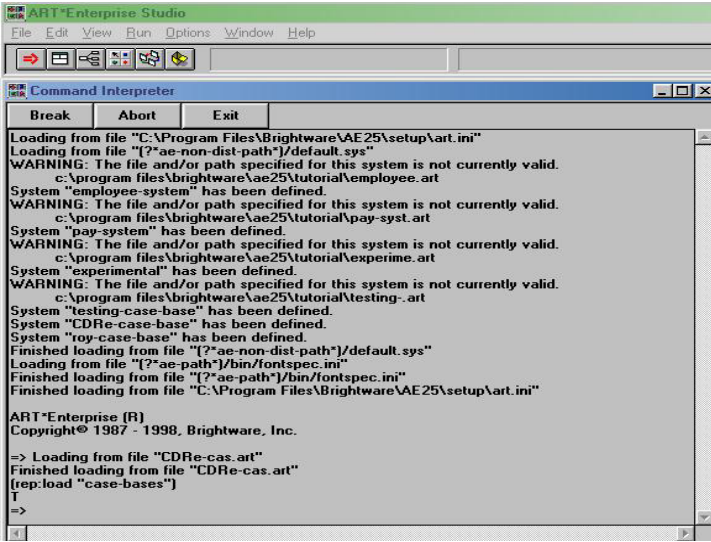 ART*Enterprise Studio
File Edit View Run Options Window Help
Command Interpreter
Break Abort Exit
Loading from file "C:\Program Files\Brightware\AE25\setup\art.ini"
Loading from file "(?*ae-non-dist-path*)/default.sys"
WARNING: The file and/or path specified for this system is not currently valid.
c:\program files\brightware\ae25\tutorial\employee.art
System "employee-system" has been defined.
WARNING: The file and/or path specified for this system is not currently valid.
c:\program files\brightware\ae25\tutorial\pay-syst.art
System "pay-system" has been defined.
WARNING: The file and/or path specified for this system is not currently valid.
c:\program files\brightware\ae25\tutorial\experime.art
System "experimental" has been defined.
WARNING: The file and/or path specified for this system is not currently valid.
c:\program files\brightware\ae25\tutorial\testing-.art
System "testing-case-base" has been defined.
System "CDRe-case-base" has been defined.
System "roy-case-base" has been defined.
Finished loading from file "(?*ae-non-dist-path*)/default.sys"
Loading from file "(?*ae-path*)/bin/fontspec.ini"
Finished loading from file "(?*ae-path*)/bin/fontspec.ini"
Finished loading from file "C:\Program Files\Brightware\AE25\setup\art.ini"
ART*Enterprise (R)
Copyright© 1987 - 1998, Brightware, Inc.
=> Loading from file "CDRe-cas.art"
Finished loading from file "CDRe-cas.art"
(rep:load "case-bases")
T
=>